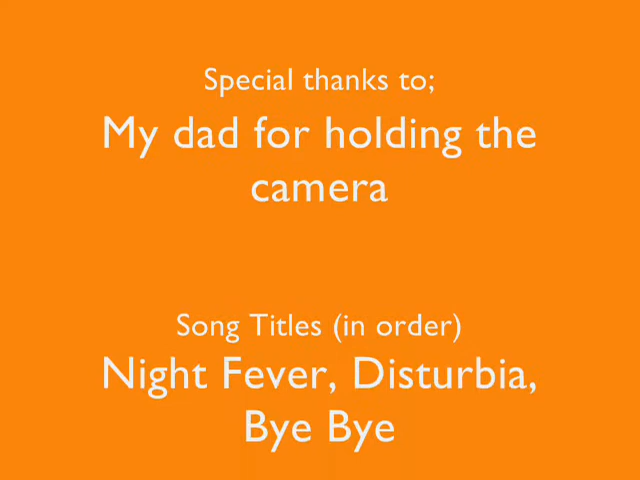 Special thanks to;
My dad for holding the
camera
Song Titles (in order)
Night Fever, Disturbia,
Bye Bye